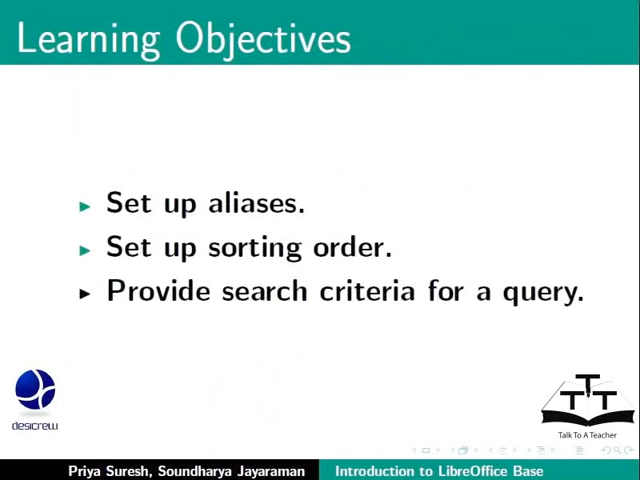 Learning Objectives
Set up aliases.
Set up sorting order.
Provide search criteria for a query.
desicrew
T
T T
Talk To A Teacher
Priya Suresh, Soundharya Jayaraman
Introduction to LibreOffice Base